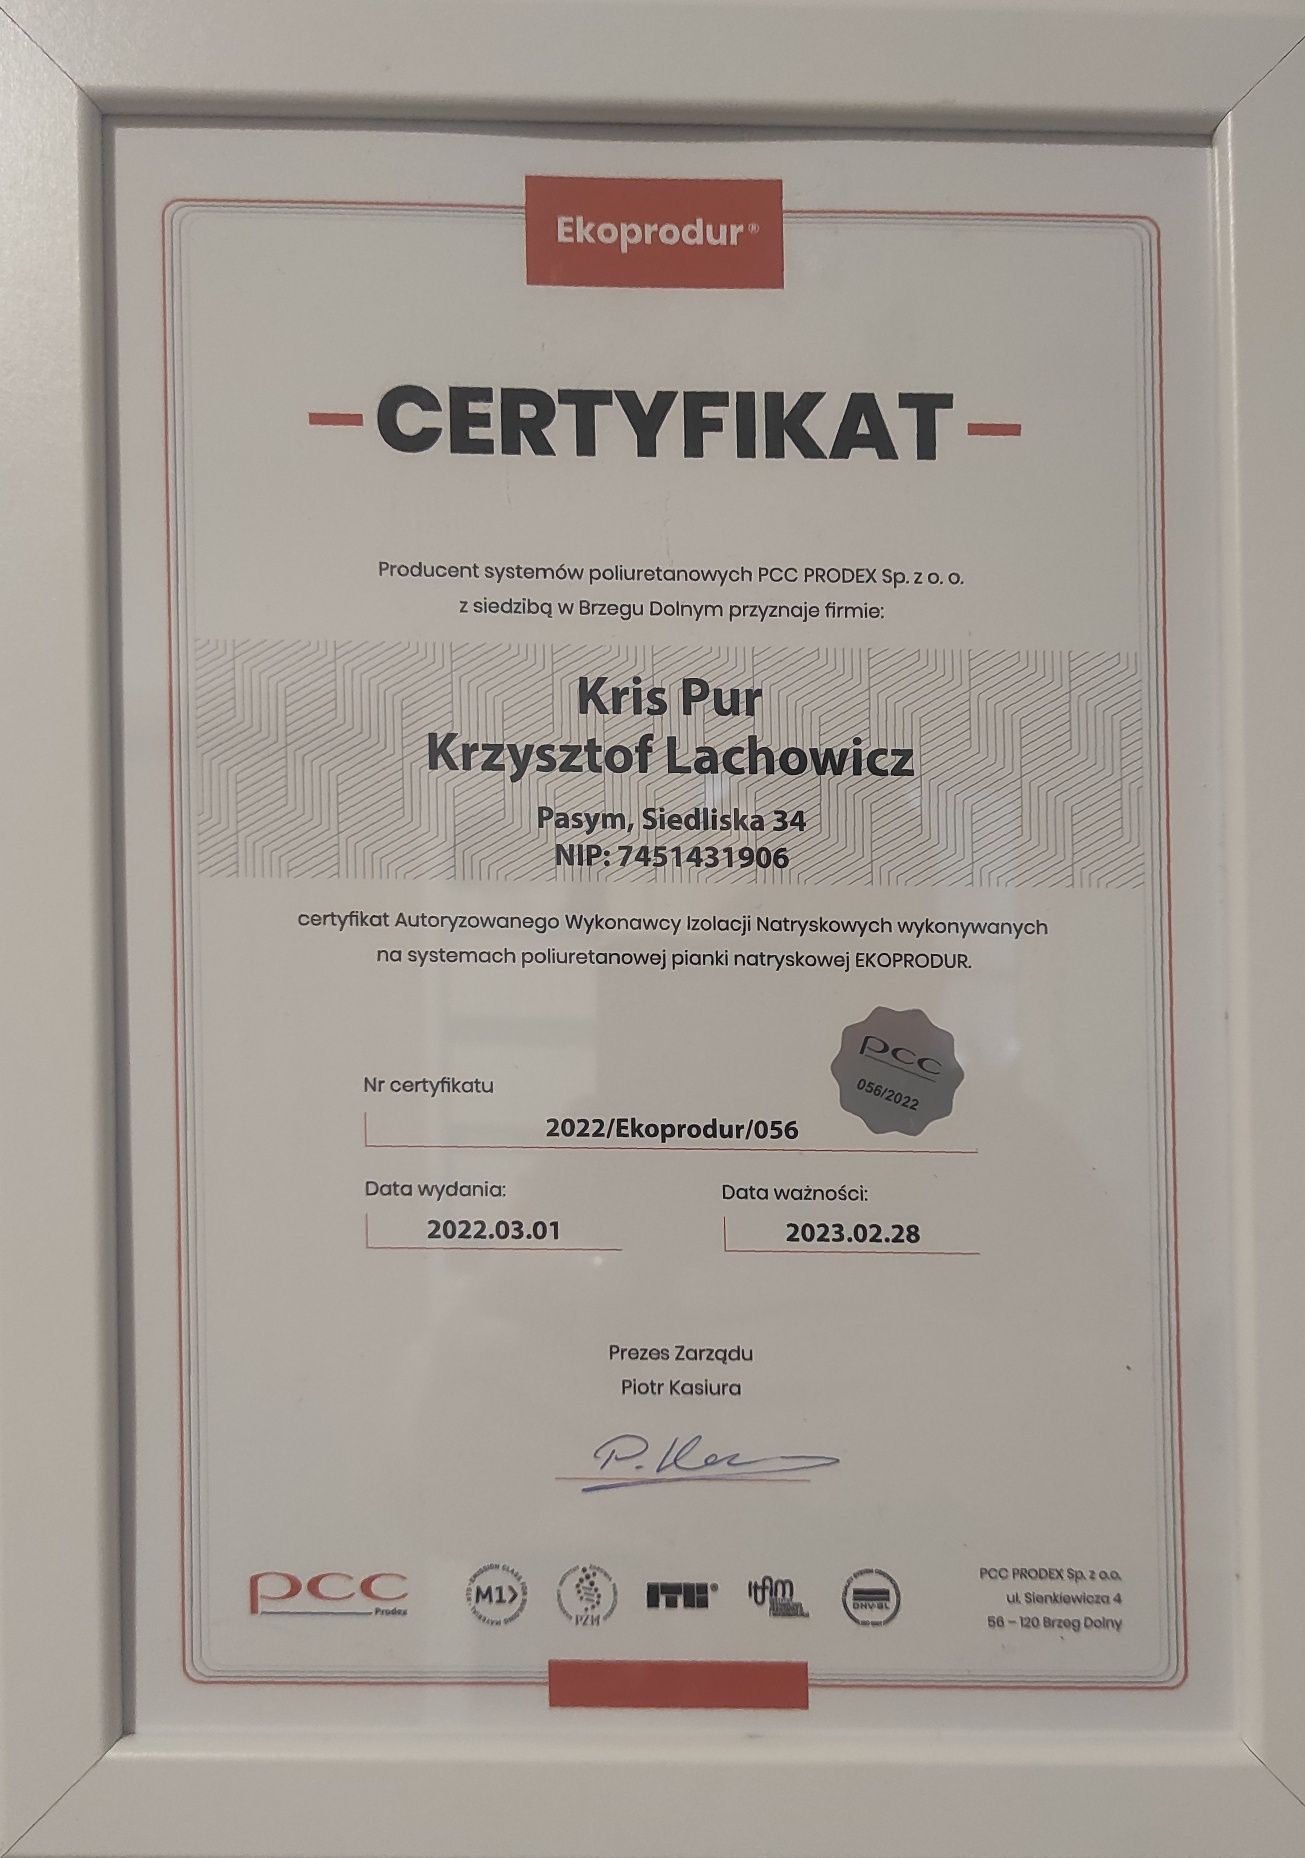 Ekoprodur®
CERTYFIKAT
Producent systemów poliuretanowych PCC PRODEX Sp. z o. o.
z siedzibą w Brzegu Dolnym przyznaje firmie:
Kris Pur
Krzysztof Lachowicz
Pasym, Siedliska 34
NIP: 7451431906
certyfikat Autoryzowanego Wykonawcy Izolacji Natryskowych wykonywanych
na systemach poliuretanowej pianki natryskowej EKOPRODUR.
pcc
056/2022
Nr certyfikatu
2022/Ekoprodur/056
Data wydania:
2022.03.01
Data ważności:
2023.02.28
Prezes Zarządu
Piotr Kasiura
pcc
Prodex
M1
PZH
ITB®
DNV·GL
PCC PRODEX Sp. z o.o.
ul. Sienkiewicza 4
56 – 120 Brzeg Dolny